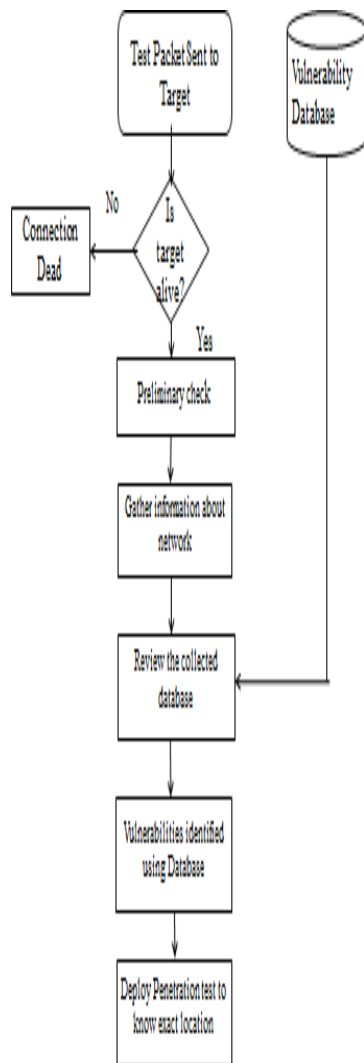 Test Packet Sent to
Target
Vulnerability
Database
No
Is
target
alive?
Connection
Dead
Yes
Preliminary check
Gather information about
network
Review the collected
database
Vulnerabilities identified
using Database
Deploy Penetration test to
know exact location